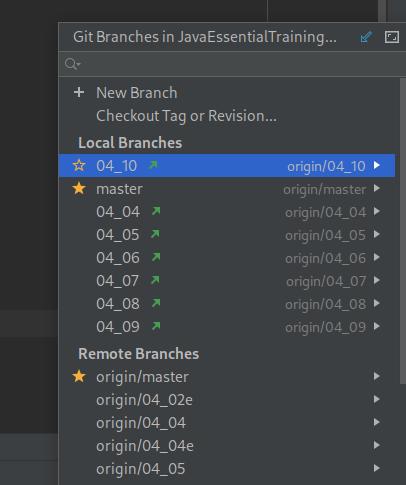 Git Branches in JavaEssentialTraining...
New Branch
Checkout Tag or Revision...
Local Branches
04_10 origin/04_10
master origin/master
04_04 origin/04_04
04_05 origin/04_05
04_06 origin/04_06
04_07 origin/04_07
04_08 origin/04_08
04_09 origin/04_09
Remote Branches
origin/master
origin/04_02e
origin/04_04
origin/04_04e
origin/04_05